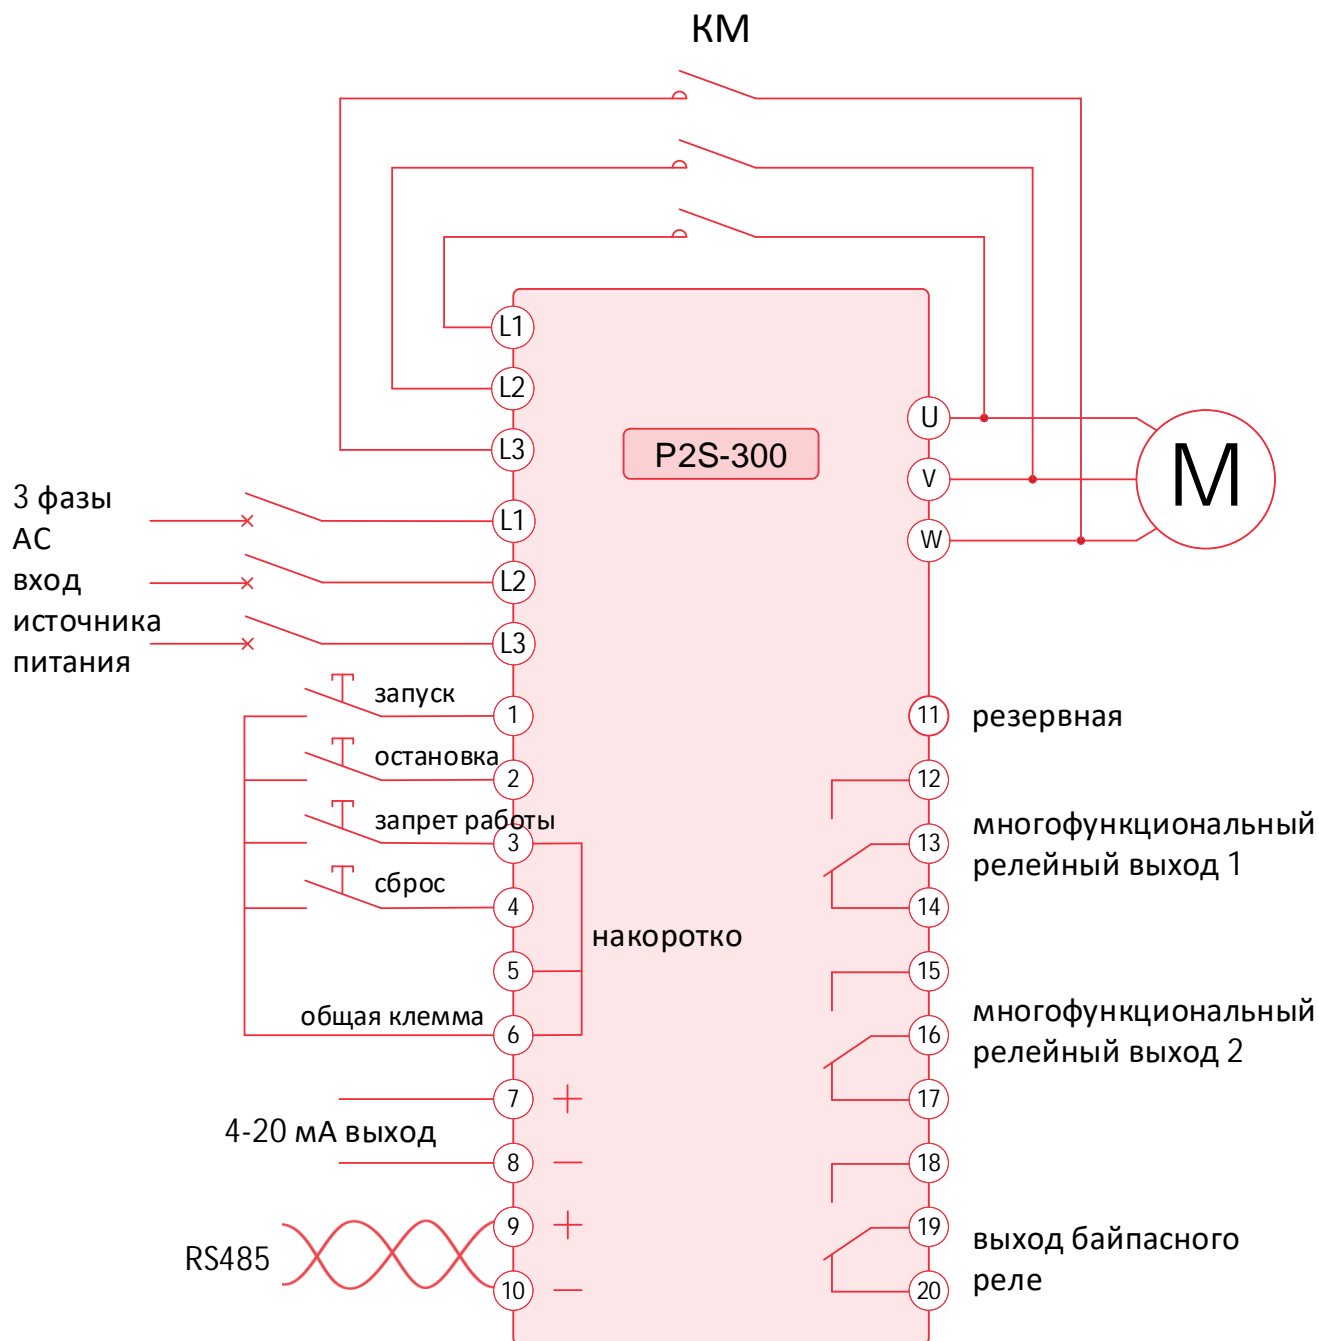 КМ
L1
L2
L3
P2S-300
U
V
W
M
3 фазы
АС
вход
источника
питания
L1
L2
L3
запуск
1
остановка
2
запрет работы
3
сброс
4
накоротко
5
общая клемма
6
7
+
4-20 мА выход
8
—
9
+
RS485
10
—
11
резервная
12
многофункциональный
13
релейный выход 1
14
15
многофункциональный
16
релейный выход 2
17
18
19
выход байпасного
реле
20